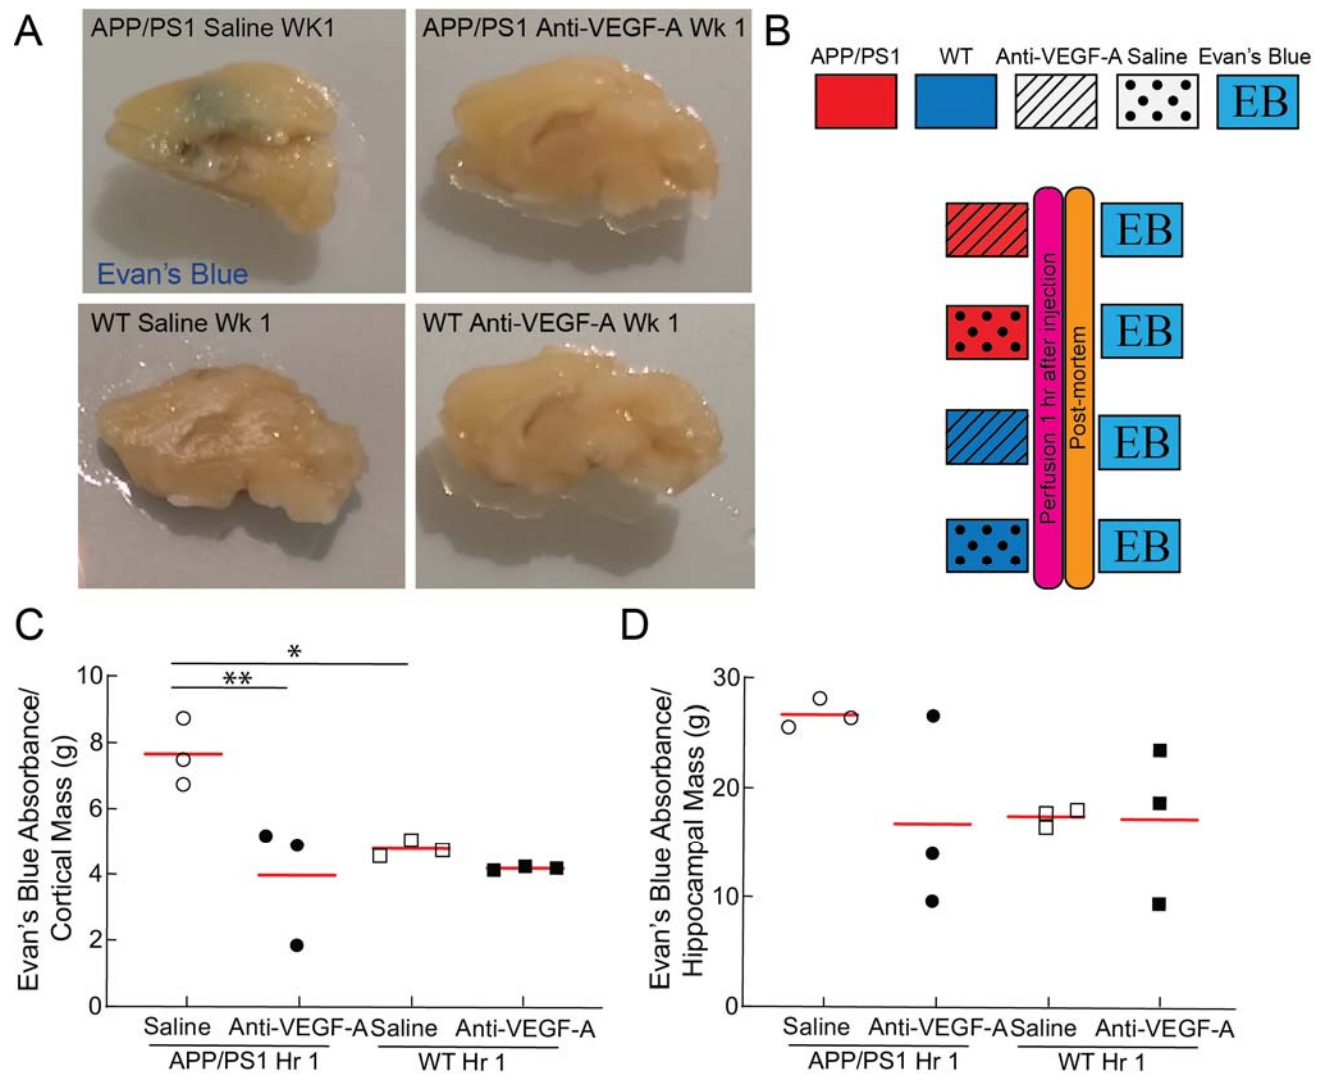 A
APP/PS1 Saline WK1
APP/PS1 Anti-VEGF-A Wk 1
Evan's Blue
WT Saline Wk 1
WT Anti-VEGF-A Wk 1
B
APP/PS1
WT
Anti-VEGF-A
Saline
Evan's Blue
EB
Perfusion 1 hr after injection
Post-mortem
EB
EB
EB
EB
C
Evan's Blue Absorbance/
Cortical Mass (g)
10
8
6
4
2
0
*
**
Saline
Anti-VEGF-A
Saline
Anti-VEGF-A
APP/PS1 Hr 1
WT Hr 1
D
Evan's Blue Absorbance/
Hippocampal Mass (g)
30
20
10
0
Saline
Anti-VEGF-A
Saline
Anti-VEGF-A
APP/PS1 Hr 1
WT Hr 1